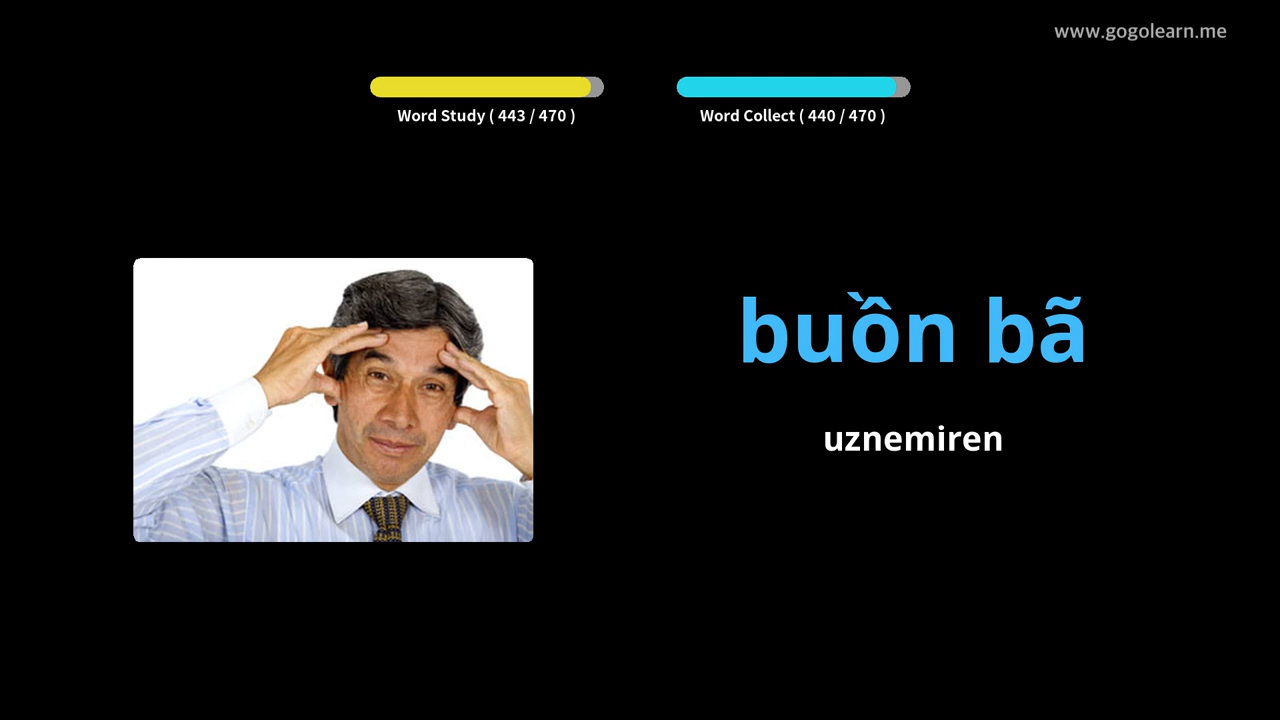 www.gogolearn.me
Word Study ( 443 / 470 )
Word Collect ( 440 / 470 )
buồn bã
uznemiren